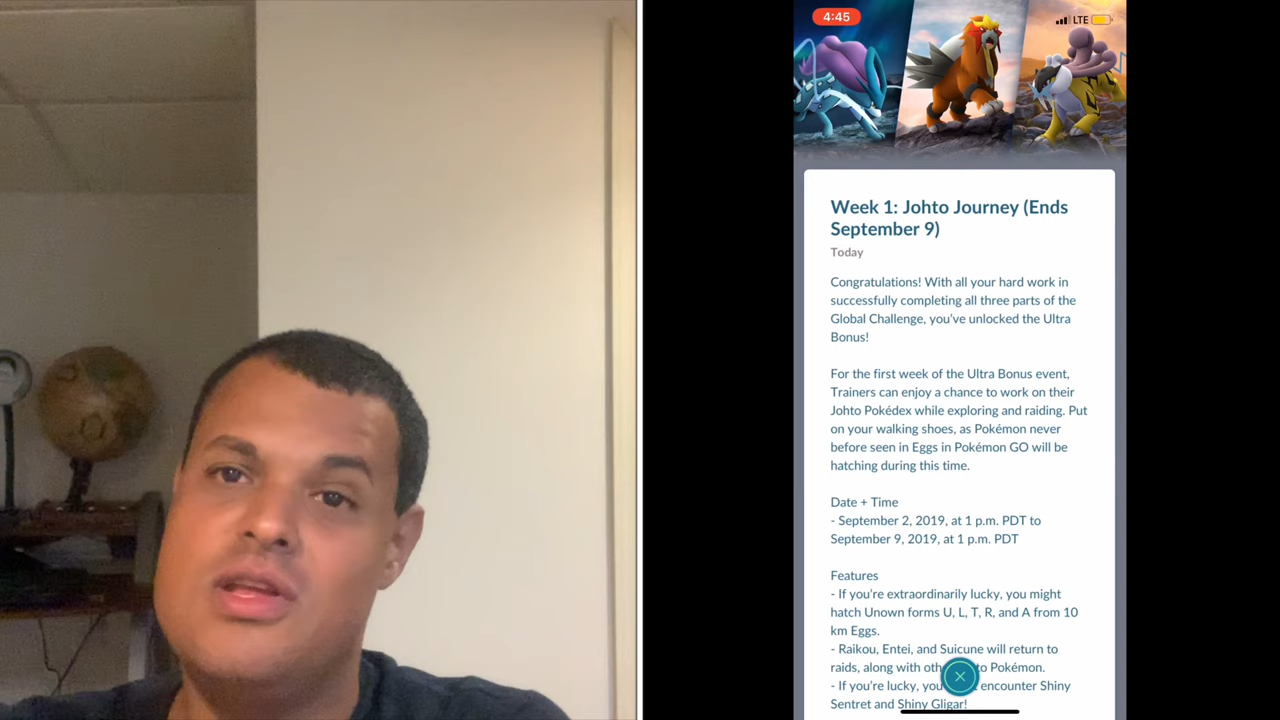 4:45
LTE
Week 1: Johto Journey (Ends
September 9)
Today
Congratulations! With all your hard work in
successfully completing all three parts of the
Global Challenge, you've unlocked the Ultra
Bonus!
For the first week of the Ultra Bonus event,
Trainers can enjoy a chance to work on their
Johto Pokédex while exploring and raiding. Put
on your walking shoes, as Pokémon never
before seen in Eggs in Pokémon GO will be
hatching during this time.
Date + Time
- September 2, 2019, at 1 p.m. PDT to
September 9, 2019, at 1 p.m. PDT
Features
- If you're extraordinarily lucky, you might
hatch Unown forms U, L, T, R, and A from 10
km Eggs.
- Raikou, Entei, and Suicune will return to
raids, along with Pokémon.
- If you're lucky, you encounter Shiny
Sentret and Shiny Gligar!